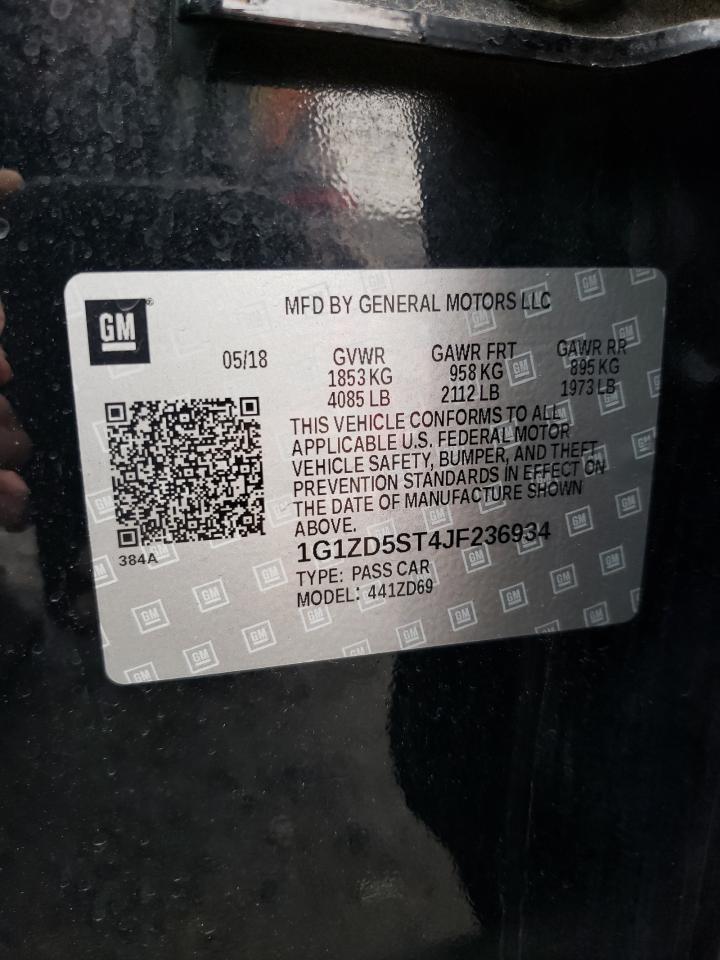 GM®
MFD BY GENERAL MOTORS LLC
05/18
GVWR GAWR FRT GAWR RR
1853 KG 958 KG 895 KG
4085 LB 2112 LB 1973 LB
THIS VEHICLE CONFORMS TO ALL
APPLICABLE U.S. FEDERAL MOTOR
VEHICLE SAFETY, BUMPER, AND THEFT
PREVENTION STANDARDS IN EFFECT ON
THE DATE OF MANUFACTURE SHOWN
ABOVE.
384A
1G1ZD5ST4JF236934
TYPE: PASS CAR
MODEL: 441ZD69